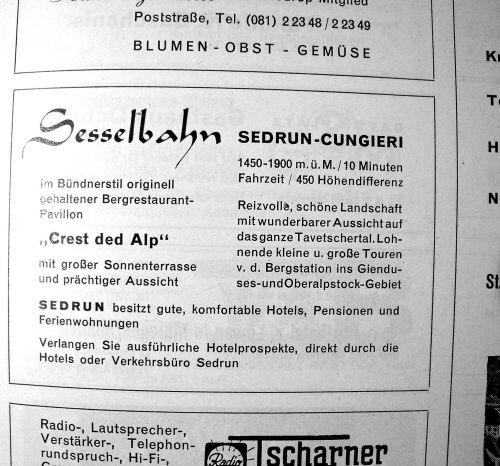 Mitglied
Poststraße, Tel. (081) 2 23 48 / 2 23 49
BLUMEN - OBST - GEMÜSE
Sesselbahn SEDRUN-CUNGIERI
1450-1900 m. ü. M. / 10 Minuten
Fahrzeit / 450 Höhendifferenz
im Bündnerstil originell
gehaltener Bergrestaurant-
Pavillon
„Crest ded Alp“
mit großer Sonnenterrasse
und prächtiger Aussicht
Reizvolle, schöne Landschaft
mit wunderbarer Aussicht auf
das ganze Tavetschertal. Loh-
nende kleine u. große Touren
v. d. Bergstation ins Giendu-
ses- und Oberalpstock-Gebiet
SEDRUN besitzt gute, komfortable Hotels, Pensionen und
Ferienwohnungen
Verlangen Sie ausführliche Hotelprospekte, direkt durch die
Hotels oder Verkehrsbüro Sedrun
Radio-, Lautsprecher-,
Verstärker-, Telephon-
rundspruch-, Hi-Fi-,
Radio Tscharner